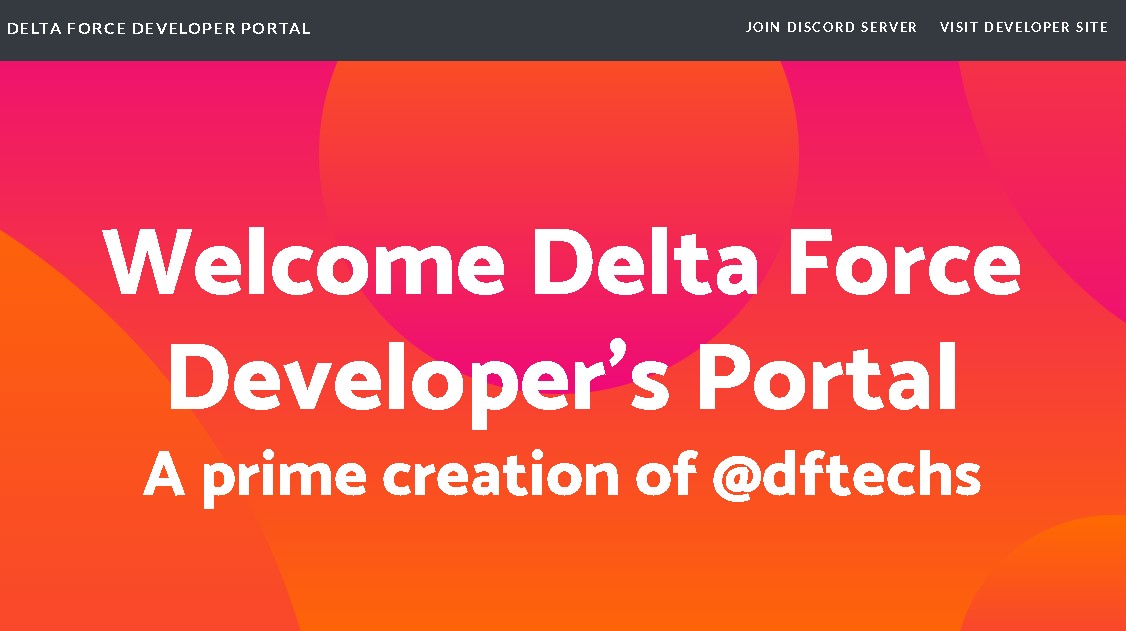 DELTA FORCE DEVELOPER PORTAL
JOIN DISCORD SERVER VISIT DEVELOPER SITE
Welcome Delta Force
Developer’s Portal
A prime creation of @dftechs